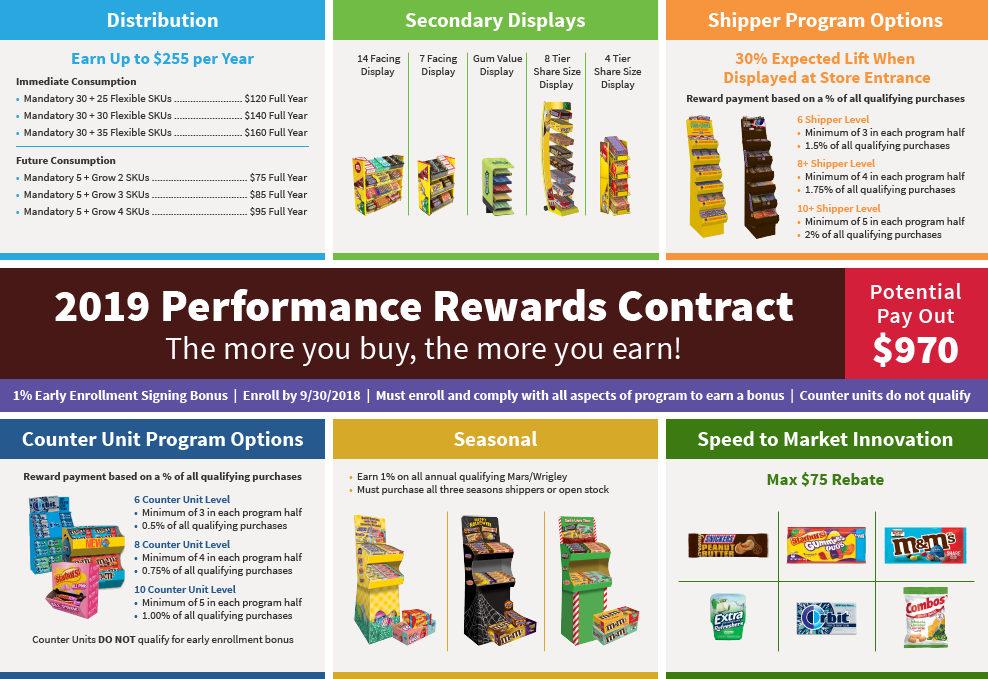 Distribution
Earn Up to $255 per Year
Immediate Consumption
• Mandatory 30 + 25 Flexible SKUs ......................... $120 Full Year
• Mandatory 30 + 30 Flexible SKUs ......................... $140 Full Year
• Mandatory 30 + 35 Flexible SKUs ......................... $160 Full Year
Future Consumption
• Mandatory 5 + Grow 2 SKUs ................................... $75 Full Year
• Mandatory 5 + Grow 3 SKUs ................................... $85 Full Year
• Mandatory 5 + Grow 4 SKUs ................................... $95 Full Year
Secondary Displays
14 Facing
Display
7 Facing
Display
Gum Value
Display
8 Tier
Share Size
Display
4 Tier
Share Size
Display
Shipper Program Options
30% Expected Lift When
Displayed at Store Entrance
Reward payment based on a % of all qualifying purchases
6 Shipper Level
• Minimum of 3 in each program half
• 1.5% of all qualifying purchases
8+ Shipper Level
• Minimum of 4 in each program half
• 1.75% of all qualifying purchases
10+ Shipper Level
• Minimum of 5 in each program half
• 2% of all qualifying purchases
2019 Performance Rewards Contract
The more you buy, the more you earn!
Potential
Pay Out
$970
1% Early Enrollment Signing Bonus | Enroll by 9/30/2018 | Must enroll and comply with all aspects of program to earn a bonus | Counter units do not qualify
Counter Unit Program Options
Reward payment based on a % of all qualifying purchases
Orbit
NEW
Starburst
6 Counter Unit Level
• Minimum of 3 in each program half
• 0.5% of all qualifying purchases
8 Counter Unit Level
• Minimum of 4 in each program half
• 0.75% of all qualifying purchases
10 Counter Unit Level
• Minimum of 5 in each program half
• 1.00% of all qualifying purchases
Counter Units DO NOT qualify for early enrollment bonus
Seasonal
• Earn 1% on all annual qualifying Mars/Wrigley
• Must purchase all three seasons shippers or open stock
m&m's
m&m's
Speed to Market Innovation
Max $75 Rebate
SNICKERS
PEANUT
BUTTER
Starburst
GUMMIES
DUOS
m&m's
SHARE
SIZE
Extra
Refreshers
Orbit
Combos